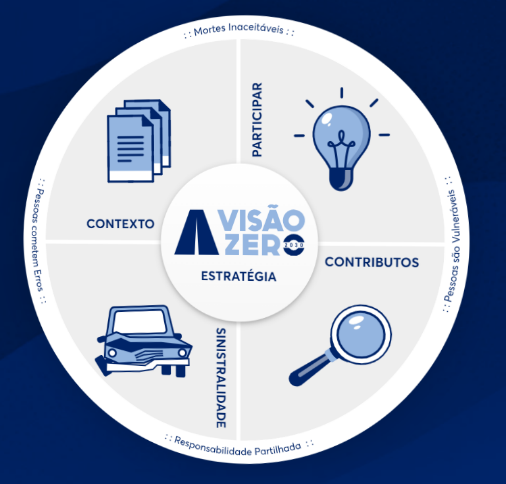 : : Mortes Inaceitáveis : :
PARTICIPAR
: : Pessoas cometem Erros : :
: : Pessoas são Vulneráveis : :
CONTEXTO
VISÃO
ZERO
2030
ESTRATÉGIA
CONTRIBUTOS
SINISTRALIDADE
: : Responsabilidade Partilhada : :